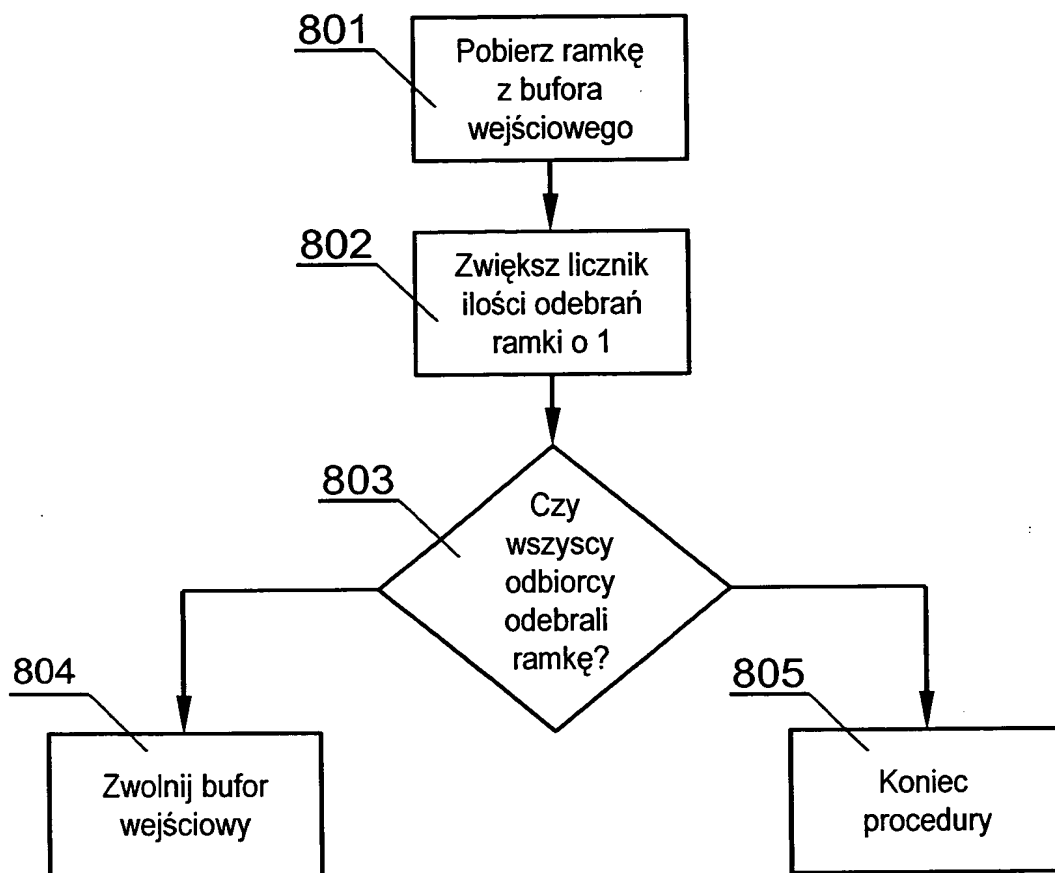 801
Pobierz ramkę
z bufora
wejściowego
802
Zwiększ licznik
ilości odebrań
ramki o 1
803
Czy
wszyscy
odbiorcy
odebrali
ramkę?
804
Zwolnij bufor
wejściowy
805
Koniec
procedury